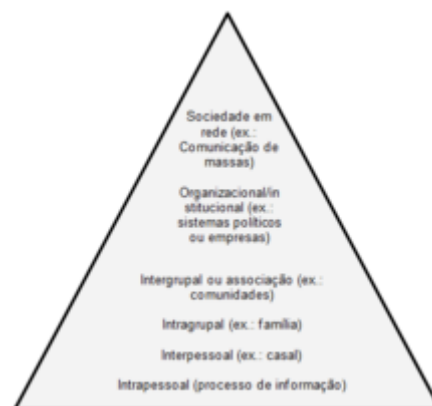 Sociedade em
rede (ex.:
Comunicação de
massas)
Organizacional/in
stitucional (ex.:
sistemas políticos
ou empresas)
Intergrupal ou associação (ex.:
comunidades)
Intragrupal (ex.: família)
Interpessoal (ex.: casal)
Intrapessoal (processo de informação)